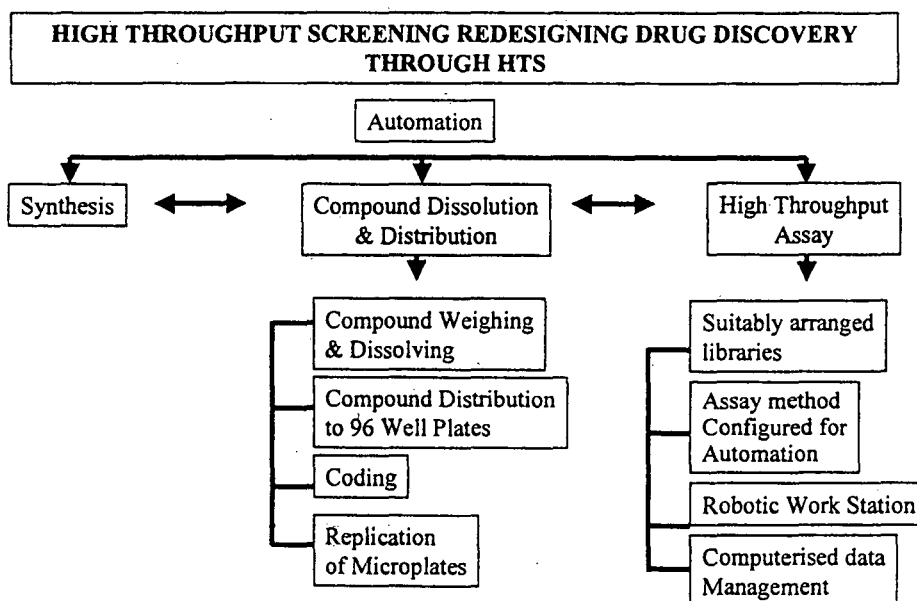 HIGH THROUGHPUT SCREENING REDESIGNING DRUG DISCOVERY
THROUGH HTS
Automation
Synthesis
Compound Dissolution
& Distribution
High Throughput
Assay
Compound Weighing
& Dissolving
Compound Distribution
to 96 Well Plates
Coding
Replication
of Microplates
Suitably arranged
libraries
Assay method
Configured for
Automation
Robotic Work Station
Computerised data
Management